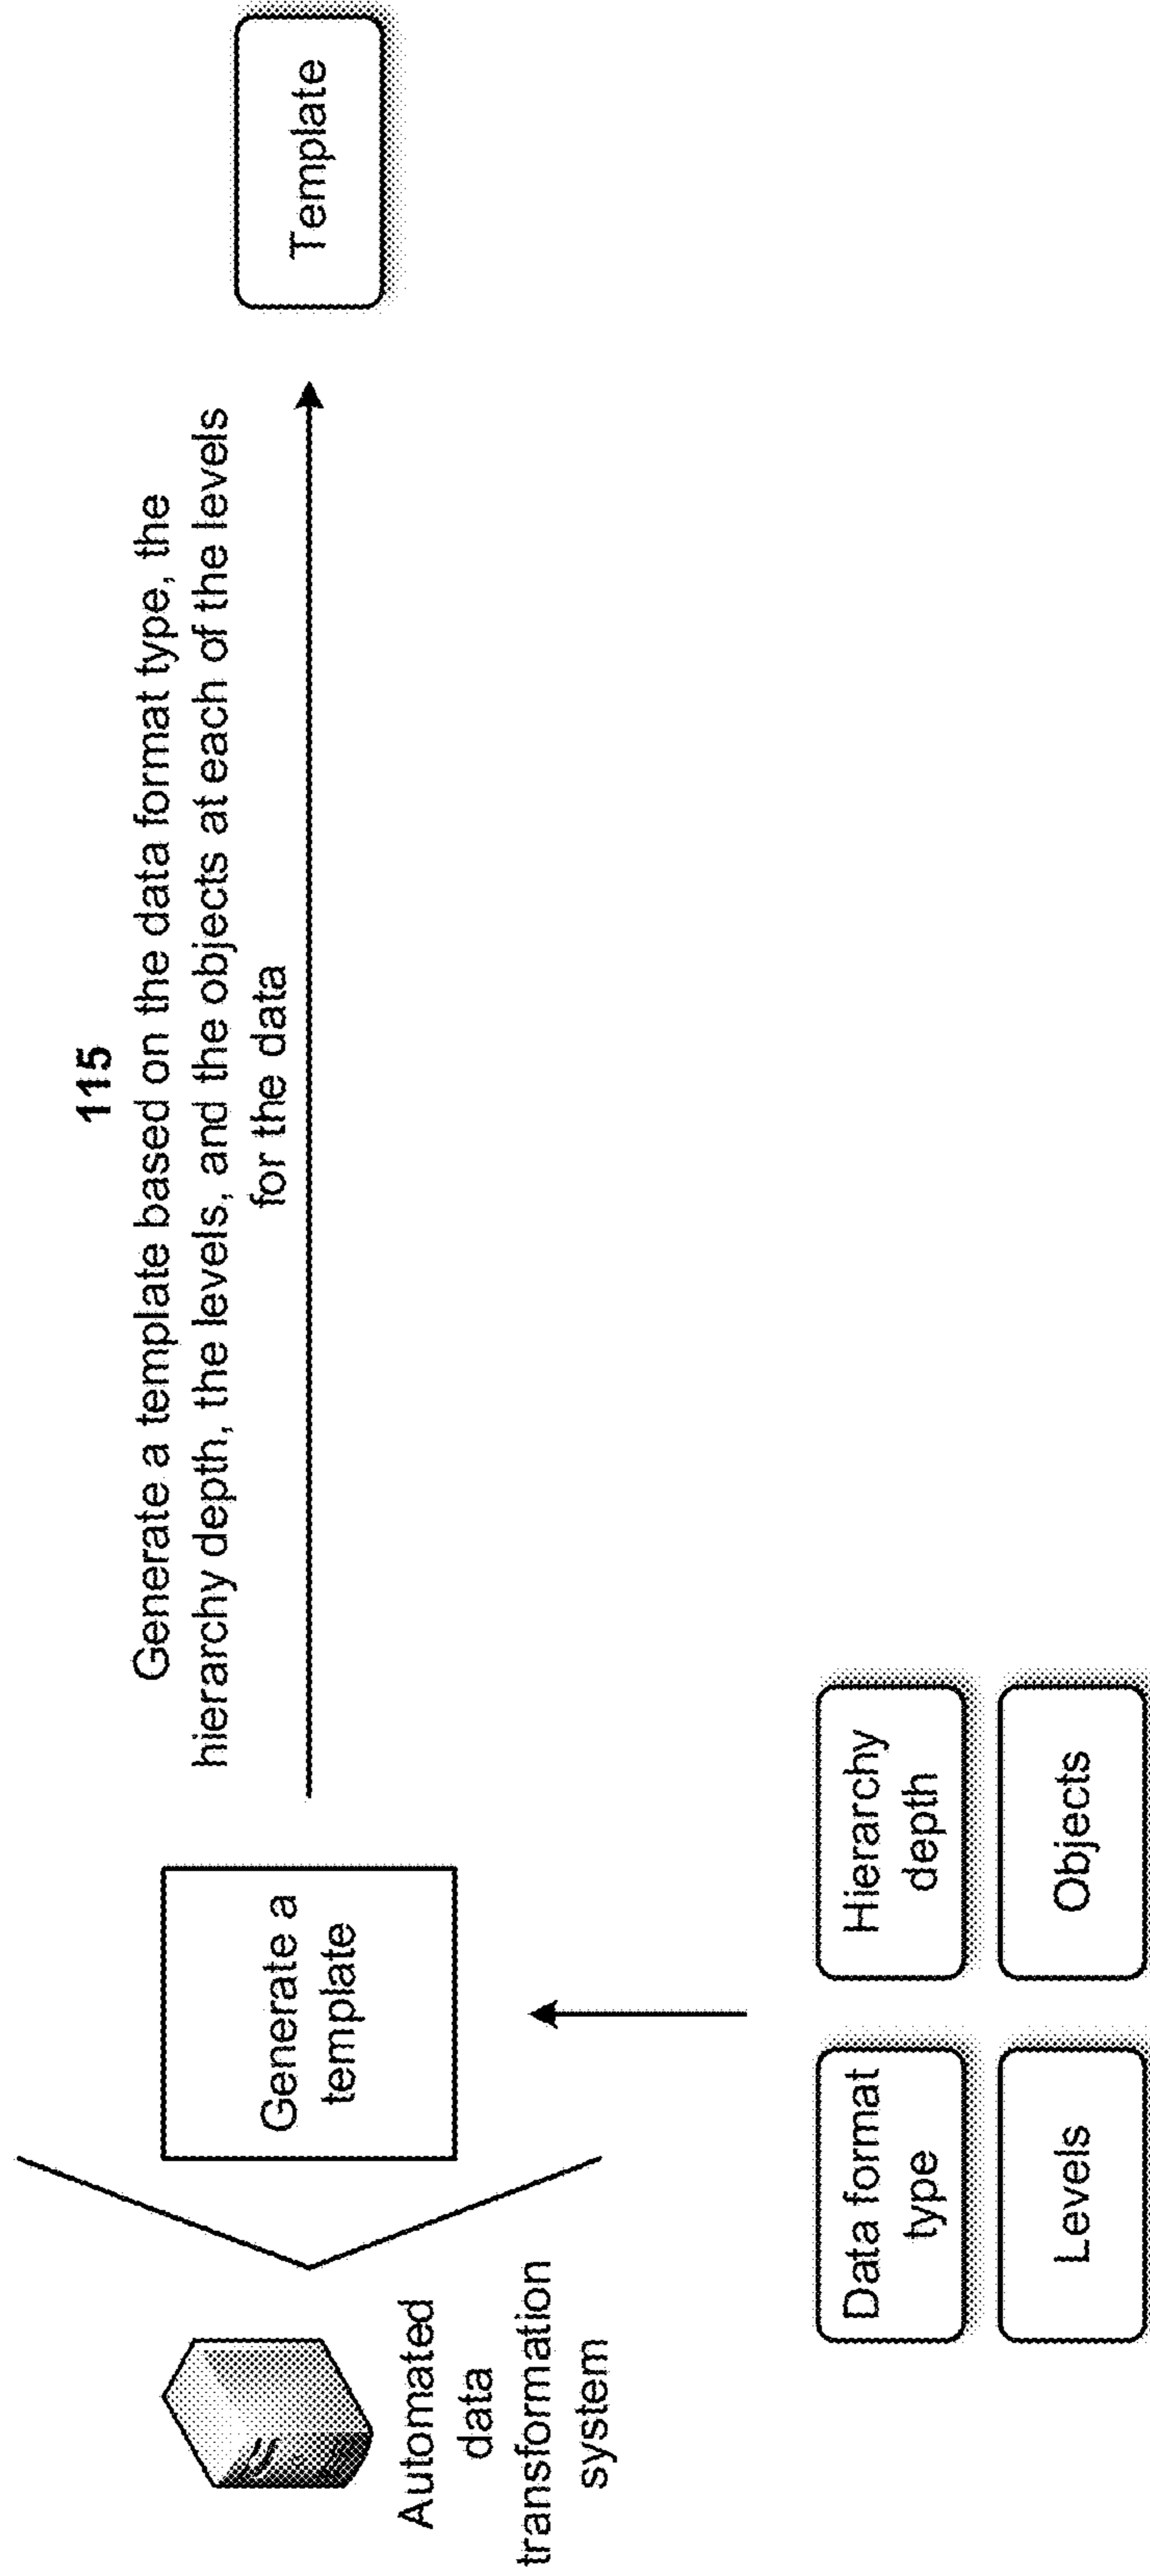 115
Generate a template based on the data format type, the
hierarchy depth, the levels, and the objects at each of the levels
for the data
Automated
data
transformation
system
Generate a
template
Template
Data format
type
Hierarchy
depth
Levels
Objects